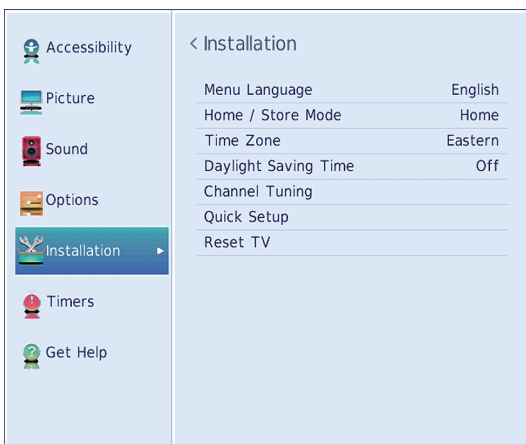 Accessibility
Picture
Sound
Options
Installation
Timers
Get Help
< Installation
Menu Language English
Home / Store Mode Home
Time Zone Eastern
Daylight Saving Time Off
Channel Tuning
Quick Setup
Reset TV